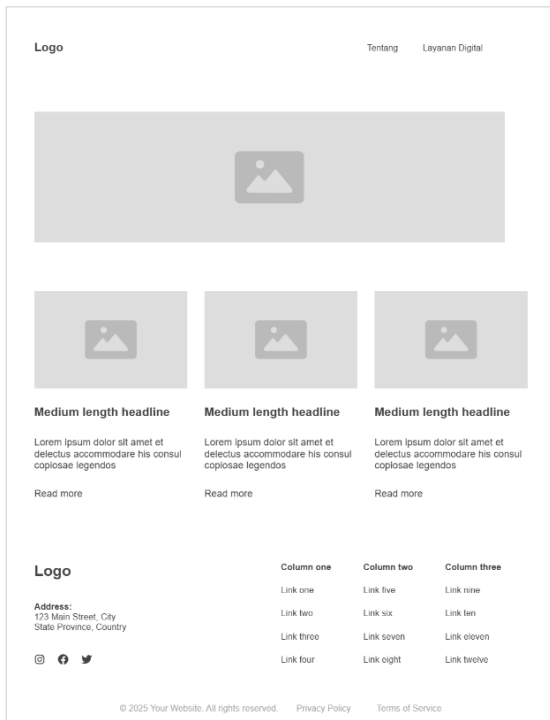 Logo
Tentang
Layanan Digital
Medium length headline
Lorem ipsum dolor sit amet et
delectus accommodare his consul
copiosae legendos
Read more
Medium length headline
Lorem ipsum dolor sit amet et
delectus accommodare his consul
copiosae legendos
Read more
Medium length headline
Lorem ipsum dolor sit amet et
delectus accommodare his consul
copiosae legendos
Read more
Logo
Address:
123 Main Street, City
State Province, Country
Column one
Link one
Link two
Link three
Link four
Column two
Link five
Link six
Link seven
Link eight
Column three
Link nine
Link ten
Link eleven
Link twelve
© 2025 Your Website. All rights reserved.
Privacy Policy
Terms of Service